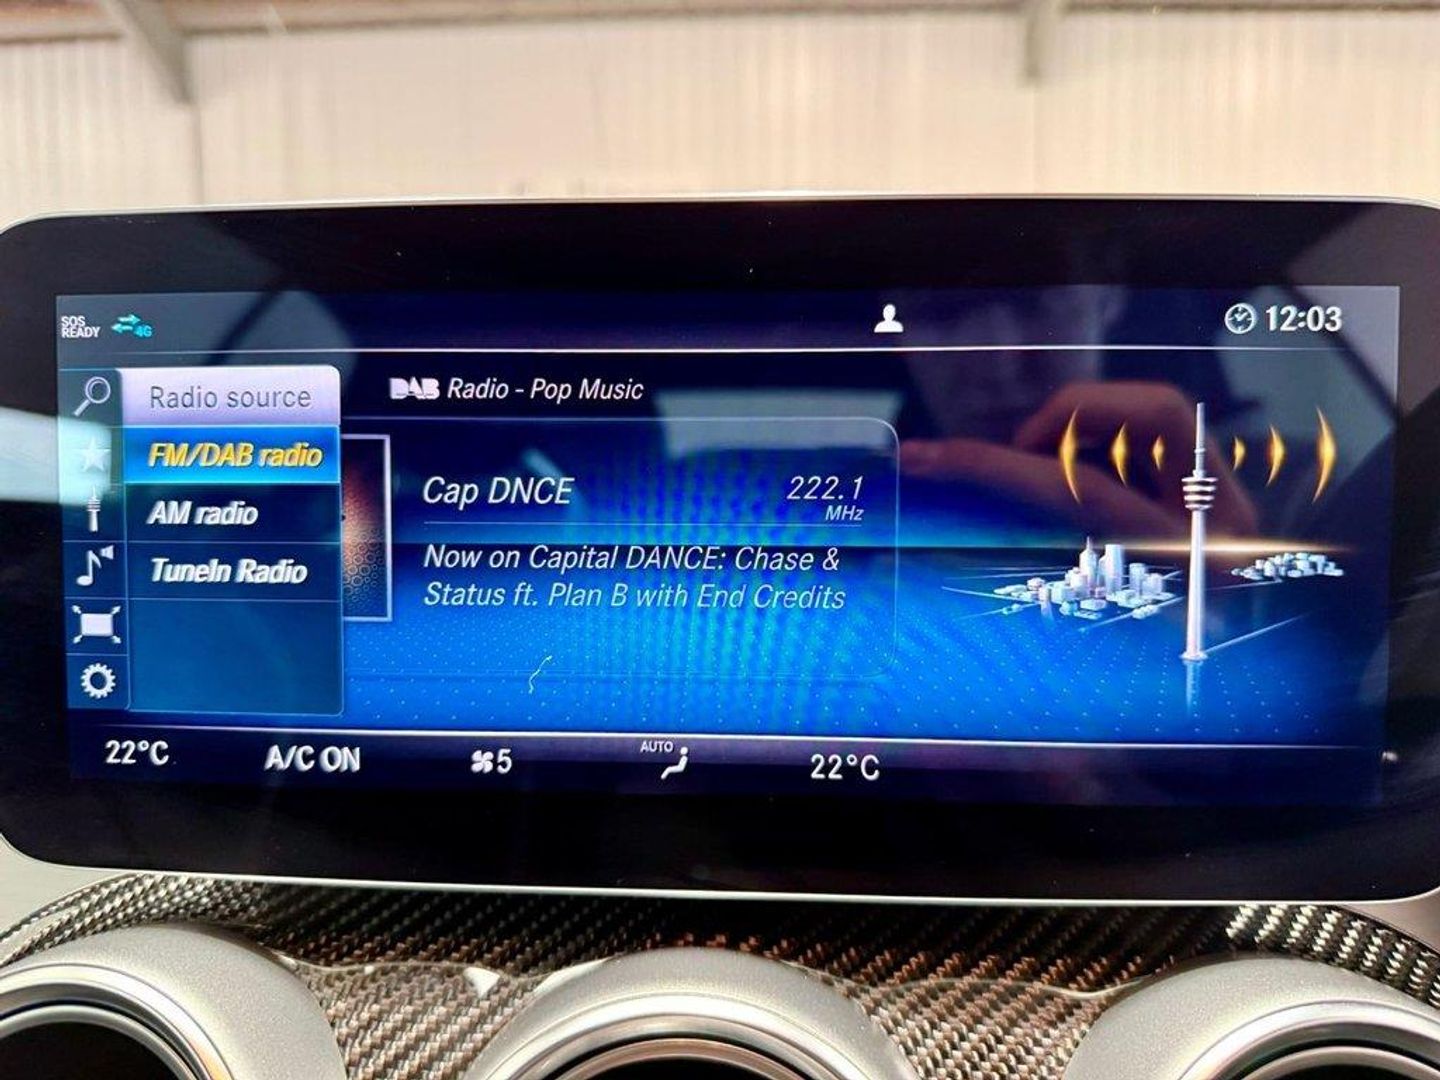 SOS
READY
4G
12:03
Radio source
DAB Radio - Pop Music
FM/DAB radio
AM radio
TuneIn Radio
Cap DNCE
222.1
MHz
Now on Capital DANCE: Chase &
Status ft. Plan B with End Credits
22°C
A/C ON
5
AUTO
22°C